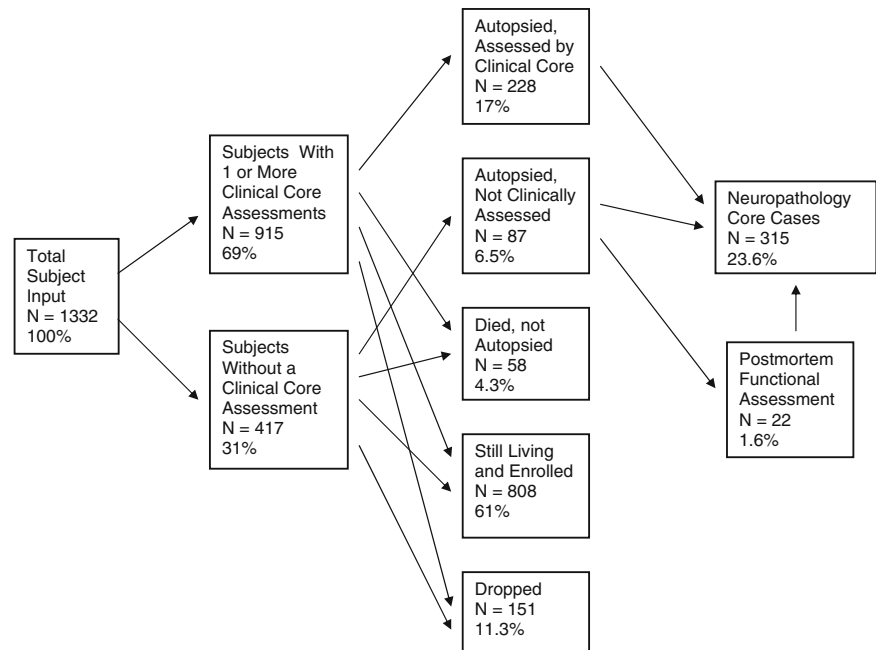 Total
Subject
Input
N = 1332
100%
Subjects With
1 or More
Clinical Core
Assessments
N = 915
69%
Subjects
Without a
Clinical Core
Assessment
N = 417
31%
Autopsied,
Assessed by
Clinical Core
N = 228
17%
Autopsied,
Not Clinically
Assessed
N = 87
6.5%
Died, not
Autopsied
N = 58
4.3%
Still Living
and Enrolled
N = 808
61%
Dropped
N = 151
11.3%
Neuropathology
Core Cases
N = 315
23.6%
Postmortem
Functional
Assessment
N = 22
1.6%